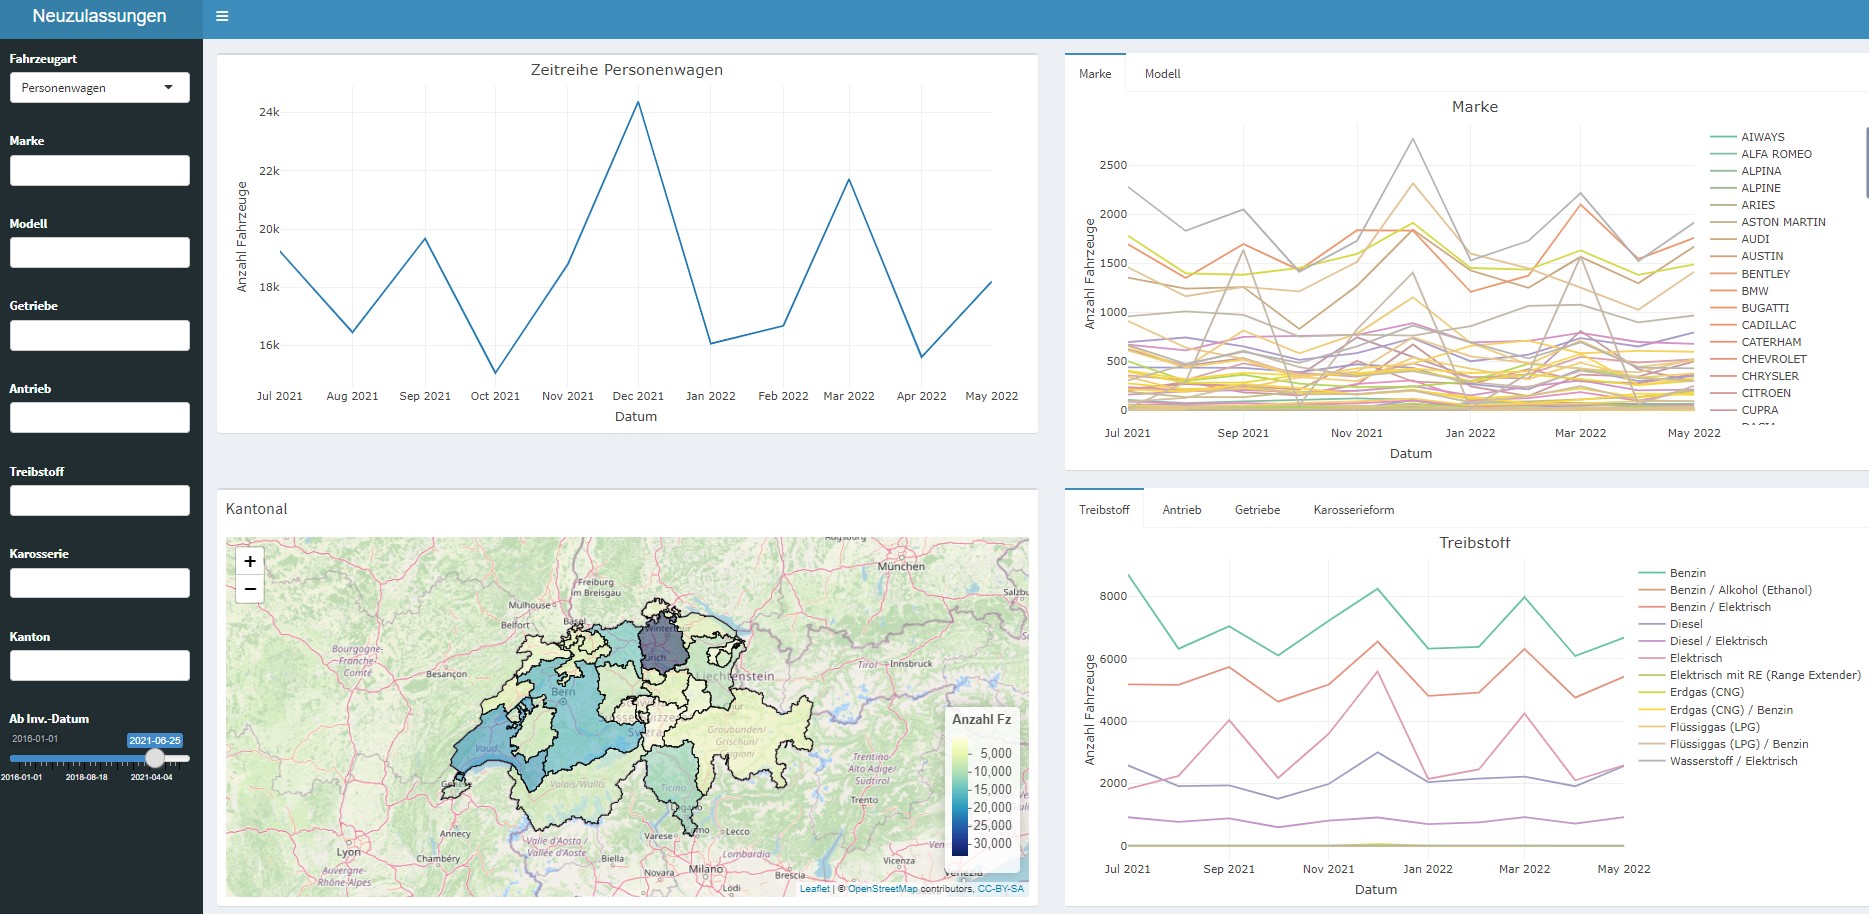 Neuzulassungen
Fahrzeugart
Personenwagen
Marke
Modell
Getriebe
Antrieb
Treibstoff
Karosserie
Kanton
Ab Inv.-Datum
2016-01-01
2021-06-25
2016-01-01 2018-08-18 2021-04-04
Zeitreihe Personenwagen
Anzahl Fahrzeuge
24k
22k
20k
18k
16k
Jul 2021 Aug 2021 Sep 2021 Oct 2021 Nov 2021 Dec 2021 Jan 2022 Feb 2022 Mar 2022 Apr 2022 May 2022
Datum
Marke Modell
Marke
Anzahl Fahrzeuge
2500
2000
1500
1000
500
0
Jul 2021 Sep 2021 Nov 2021 Jan 2022 Mar 2022 May 2022
Datum
AIWAYS
ALFA ROMEO
ALPINA
ALPINE
ARIES
ASTON MARTIN
AUDI
AUSTIN
BENTLEY
BMW
BUGATTI
CADILLAC
CATERHAM
CHEVROLET
CHRYSLER
CITROEN
CUPRA
Kantonal
+
−
München
Freiburg
im Breisgau
Mulhouse
Belfort
Basel
Bourgogne-
Franche-
Comté
Besançon
Bern
Vaud
Tirol
Innsbruck
Graubünden/
Grischun/
Trentino-
Alto Adige/
Südtirol
Valais/Wallis
Ticino
Trento
Annecy
Varese
Lecco
Lyon
Chambéry
Valle d'Aosta
/ Vallée
d'Aoste
Biella
Lombardia
Bergamo
Vicenza
Auvergne-
Rhône-Alpes
Novara
Milano
Brescia
Lodi
Anzahl Fz
5,000
10,000
15,000
20,000
25,000
30,000
Leaflet | © OpenStreetMap contributors, CC-BY-SA
Treibstoff Antrieb Getriebe Karosserieform
Treibstoff
Anzahl Fahrzeuge
8000
6000
4000
2000
0
Jul 2021 Sep 2021 Nov 2021 Jan 2022 Mar 2022 May 2022
Datum
Benzin
Benzin / Alkohol (Ethanol)
Benzin / Elektrisch
Diesel
Diesel / Elektrisch
Elektrisch
Elektrisch mit RE (Range Extender)
Erdgas (CNG)
Erdgas (CNG) / Benzin
Flüssiggas (LPG)
Flüssiggas (LPG) / Benzin
Wasserstoff / Elektrisch